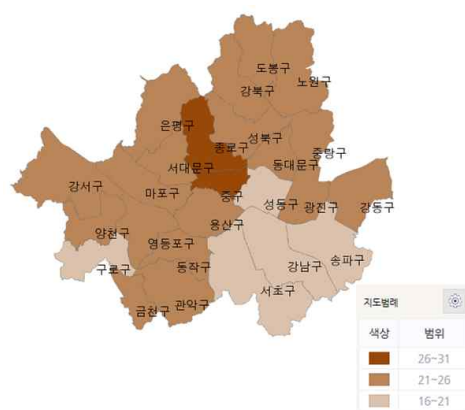 도봉구
노원구
강북구
은평구
성북구
종로구
중랑구
동대문구
서대문구
강서구
마포구
중구
성동구
광진구
강동구
용산구
양천구
영등포구
송파구
구로구
동작구
강남구
서초구
관악구
금천구
지도범례
색상 범위
26~31
21~26
16~21